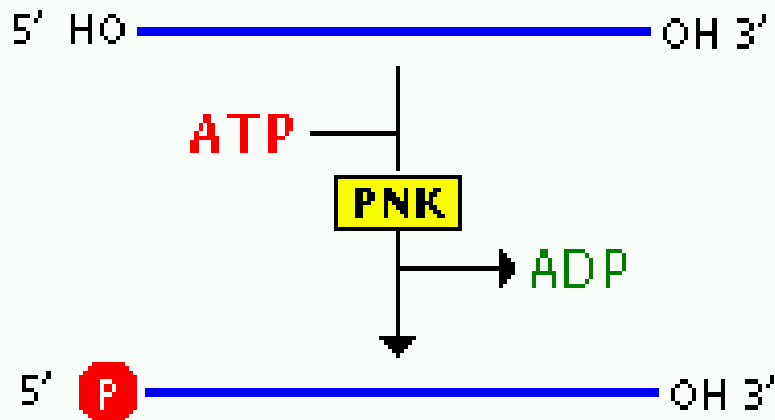 5′ HO OH 3′
ATP
PNK
ADP
5′ P OH 3′